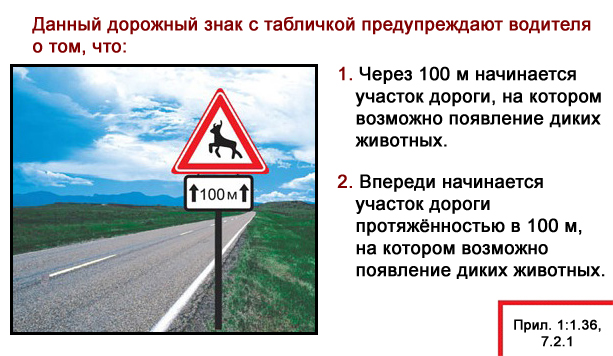 Данный дорожный знак с табличкой предупреждают водителя
о том, что:
1. Через 100 м начинается
участок дороги, на котором
возможно появление диких
животных.
2. Впереди начинается
участок дороги
протяжённостью в 100 м,
на котором возможно
появление диких животных.
100 м
Прил. 1:1.36,
7.2.1